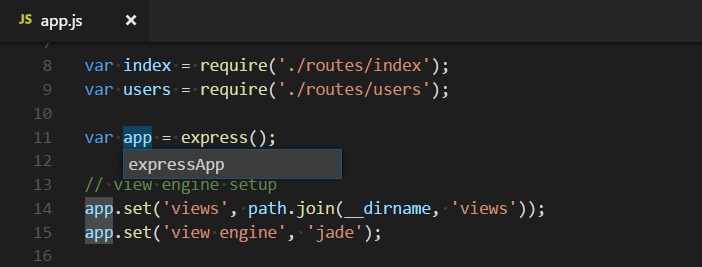 JS app.js ×
7
8 var index = require('./routes/index');
9 var users = require('./routes/users');
10
11 var app = express();
12 expressApp
13 // view engine setup
14 app.set('views', path.join(__dirname, 'views'));
15 app.set('view engine', 'jade');
16